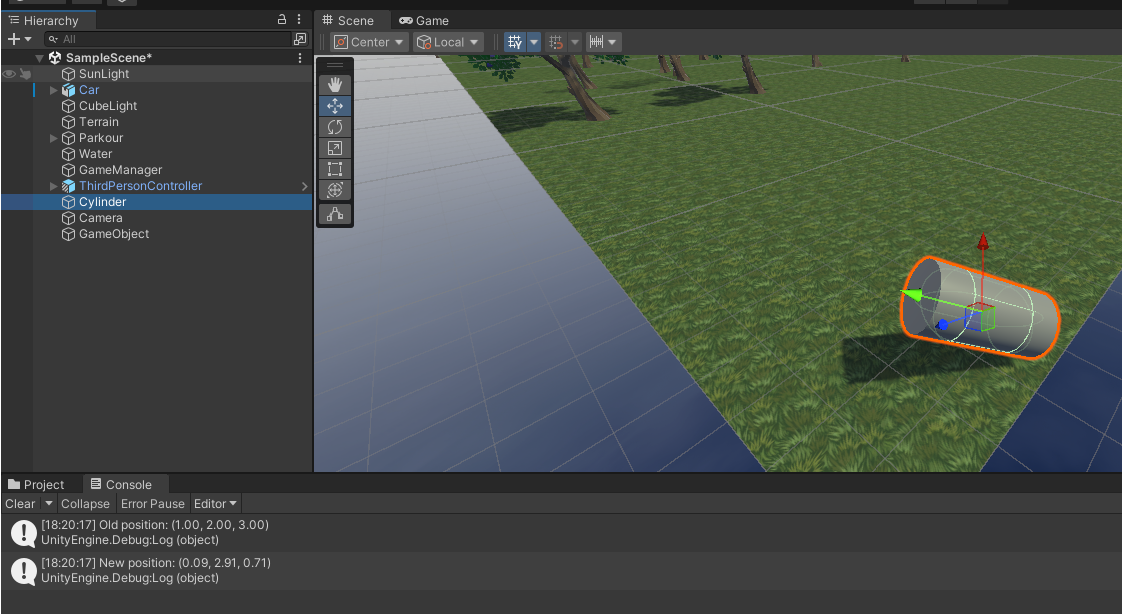 Hierarchy
Scene
Game
All
Center
Local
SampleScene*
SunLight
Car
CubeLight
Terrain
Parkour
Water
GameManager
ThirdPersonController
Cylinder
Camera
GameObject
Project
Console
Clear
Collapse
Error Pause
Editor
[18:20:17] Old position: (1.00, 2.00, 3.00)
UnityEngine.Debug:Log (object)
[18:20:17] New position: (0.09, 2.91, 0.71)
UnityEngine.Debug:Log (object)